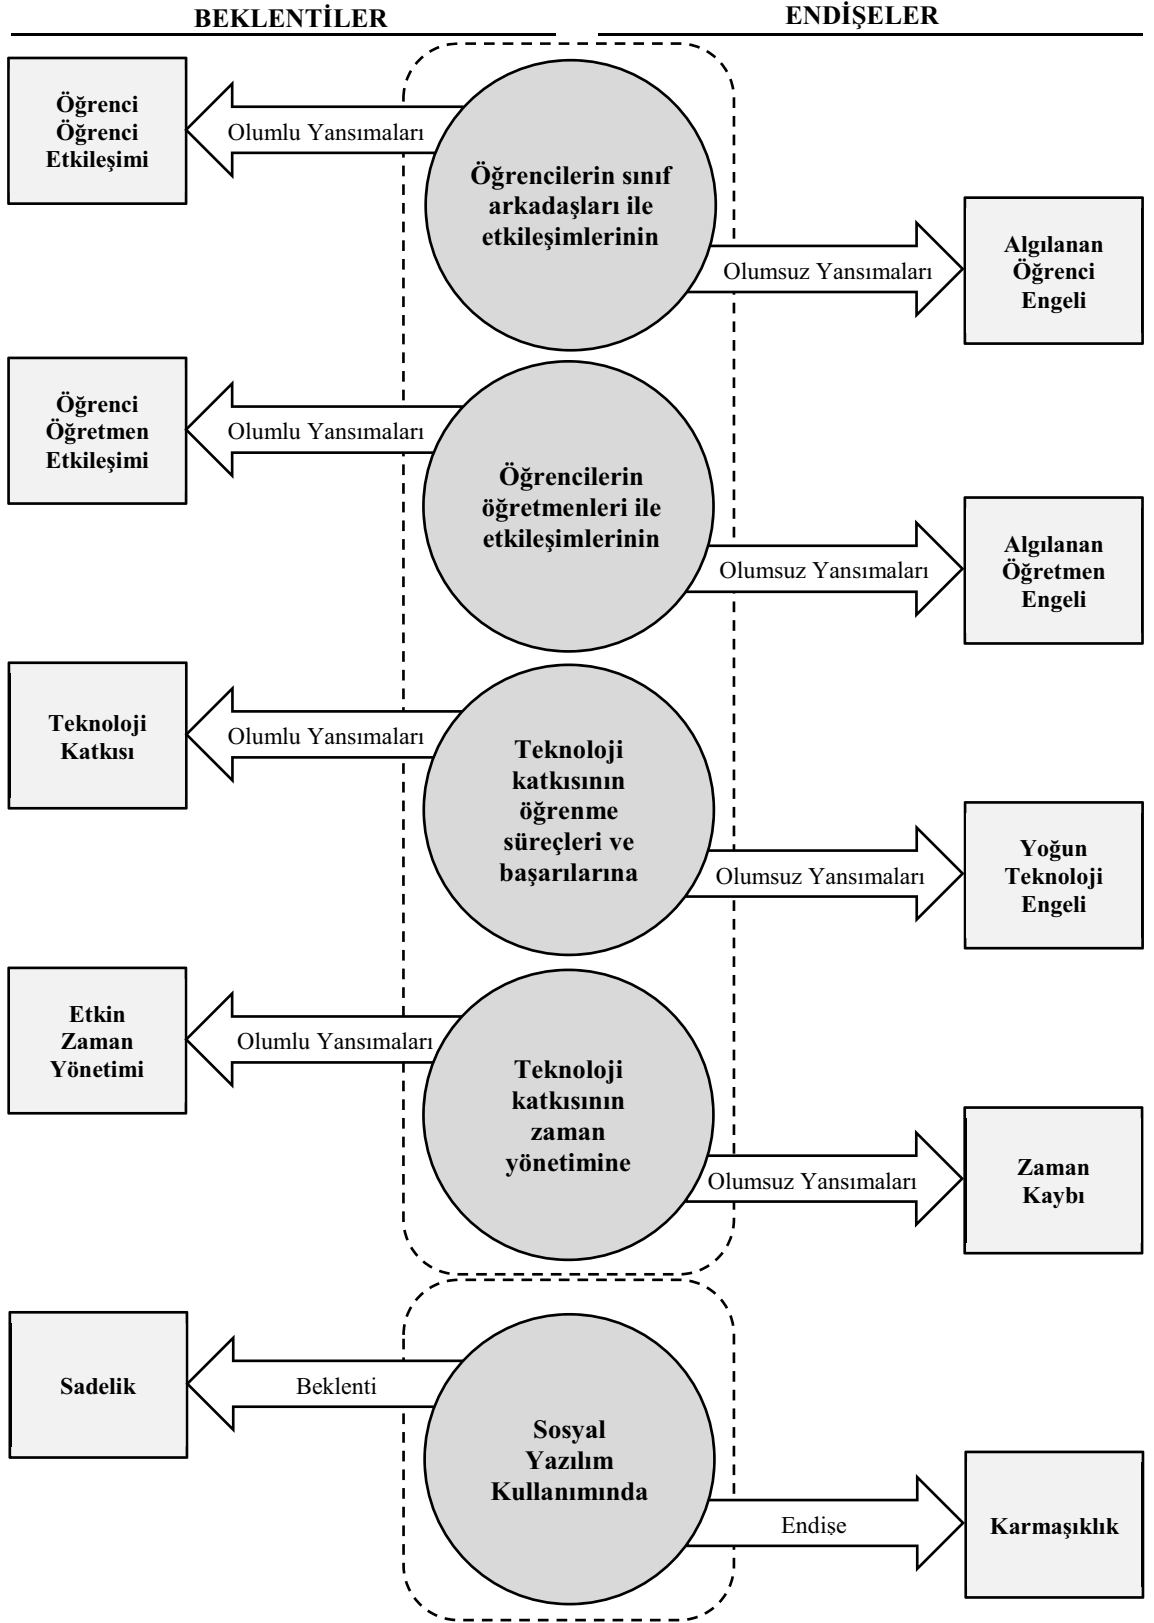 BEKLENTİLER
ENDİŞELER
Öğrenci
Öğrenci
Etkileşimi
Olumlu Yansımaları
Öğrencilerin sınıf
arkadaşları ile
etkileşimlerinin
Olumsuz Yansımaları
Algılanan
Öğrenci
Engeli
Öğrenci
Öğretmen
Etkileşimi
Olumlu Yansımaları
Öğrencilerin
öğretmenleri ile
etkileşimlerinin
Olumsuz Yansımaları
Algılanan
Öğretmen
Engeli
Teknoloji
Katkısı
Olumlu Yansımaları
Teknoloji
katkısının
öğrenme
süreçleri ve
başarılarına
Olumsuz Yansımaları
Yoğun
Teknoloji
Engeli
Etkin
Zaman
Yönetimi
Olumlu Yansımaları
Teknoloji
katkısının
zaman
yönetimine
Olumsuz Yansımaları
Zaman
Kaybı
Sadelik
Beklenti
Sosyal
Yazılım
Kullanımında
Endişe
Karmaşıklık